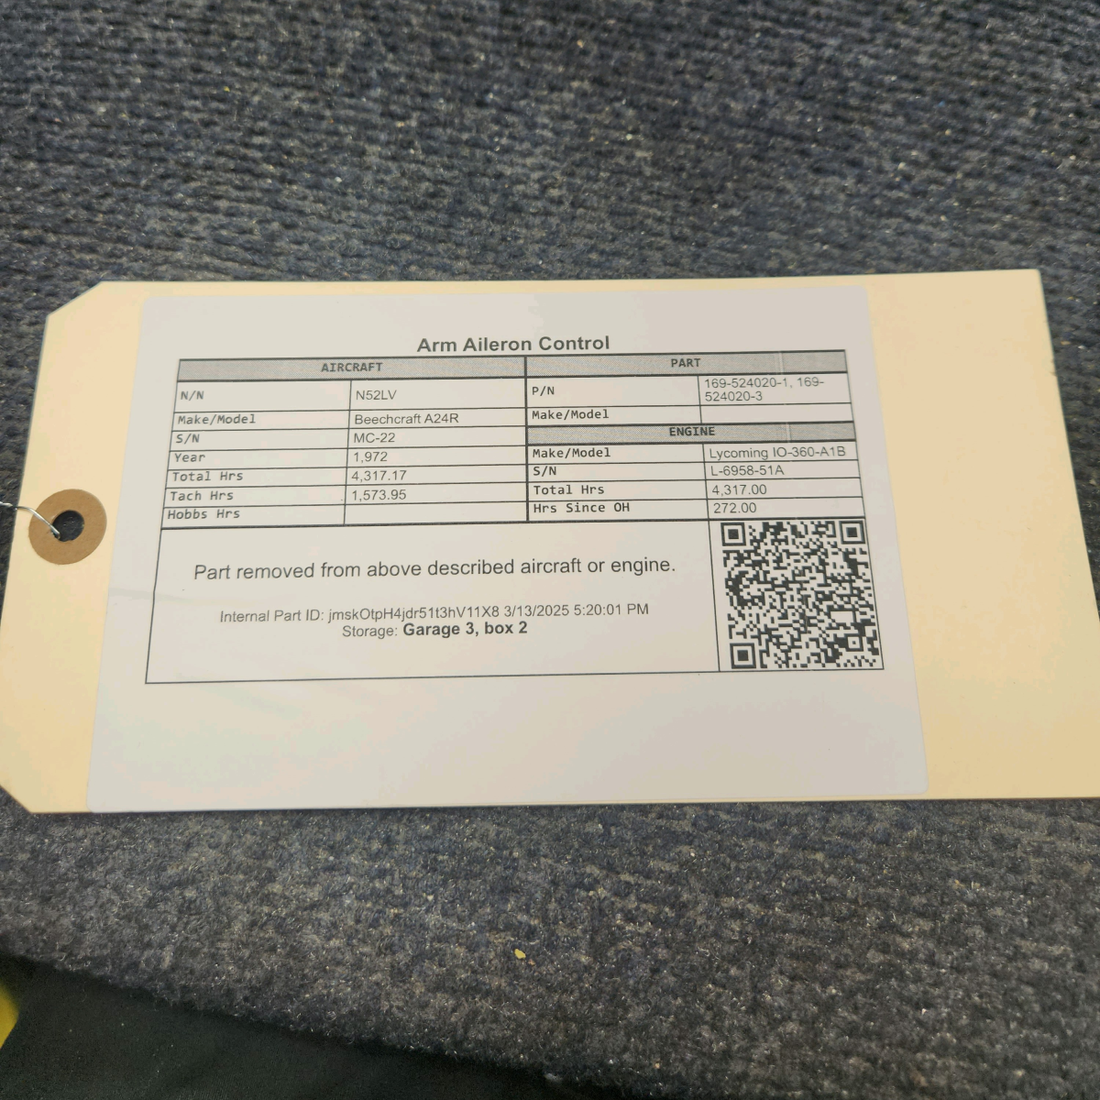 Arm Aileron Control
AIRCRAFT PART
N/N N52LV P/N 169-524020-1, 169-
524020-3
Make/Model Beechcraft A24R Make/Model
S/N MC-22 ENGINE
Year 1,972 Make/Model Lycoming IO-360-A1B
Total Hrs 4,317.17 S/N L-6958-51A
Tach Hrs 1,573.95 Total Hrs 4,317.00
Hobbs Hrs Hrs Since OH 272.00
Part removed from above described aircraft or engine.
Internal Part ID: jmskOtpH4jdr51t3hV11X8 3/13/2025 5:20:01 PM
Storage: Garage 3, box 2